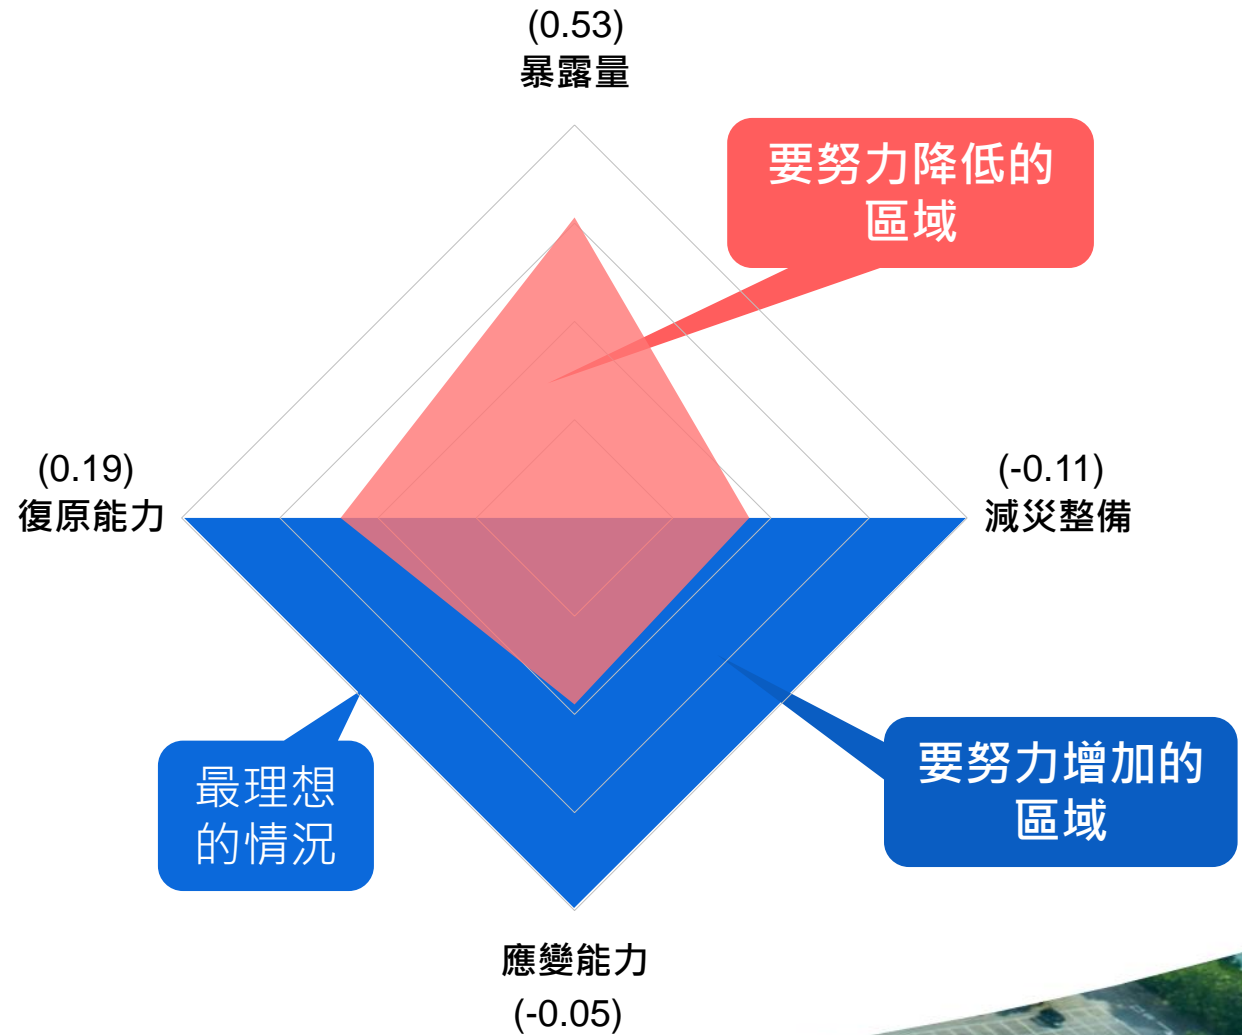 (0.53)
暴露量
要努力降低的
區域
(0.19)
復原能力
(-0.11)
減災整備
最理想
的情況
要努力增加的
區域
應變能力
(-0.05)